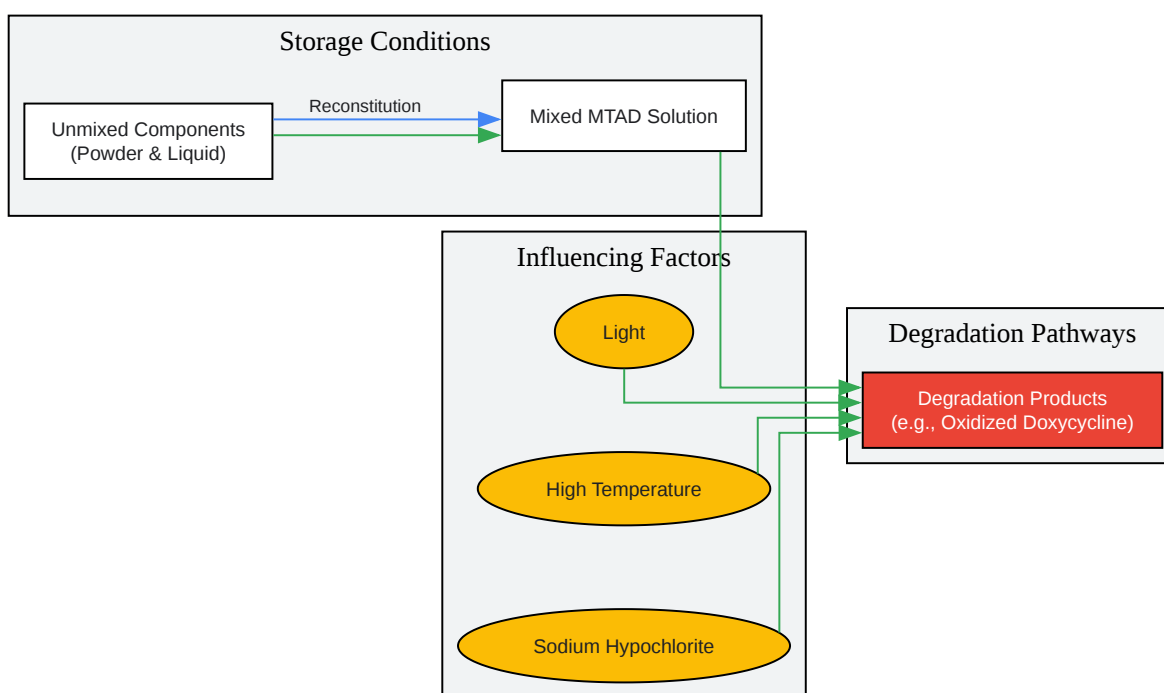 Storage Conditions
Reconstitution
Unmixed Components
(Powder & Liquid)
Mixed MTAD Solution
Influencing Factors
Light
High Temperature
Sodium Hypochlorite
Degradation Pathways
Degradation Products
(e.g., Oxidized Doxycycline)